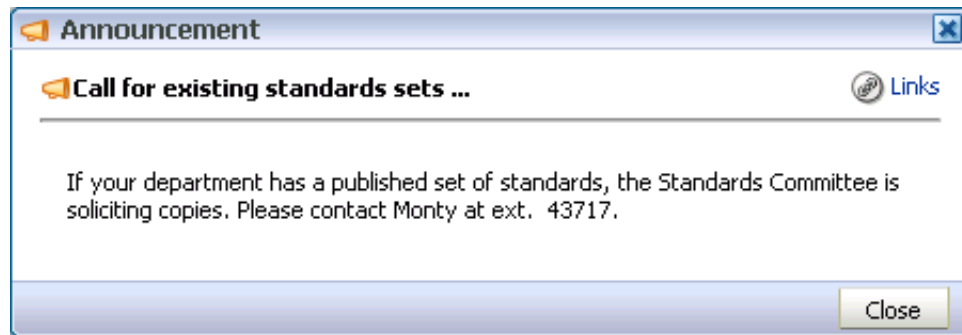 Announcement
Call for existing standards sets ...
Links
If your department has a published set of standards, the Standards Committee is
soliciting copies. Please contact Monty at ext.  43717.
Close